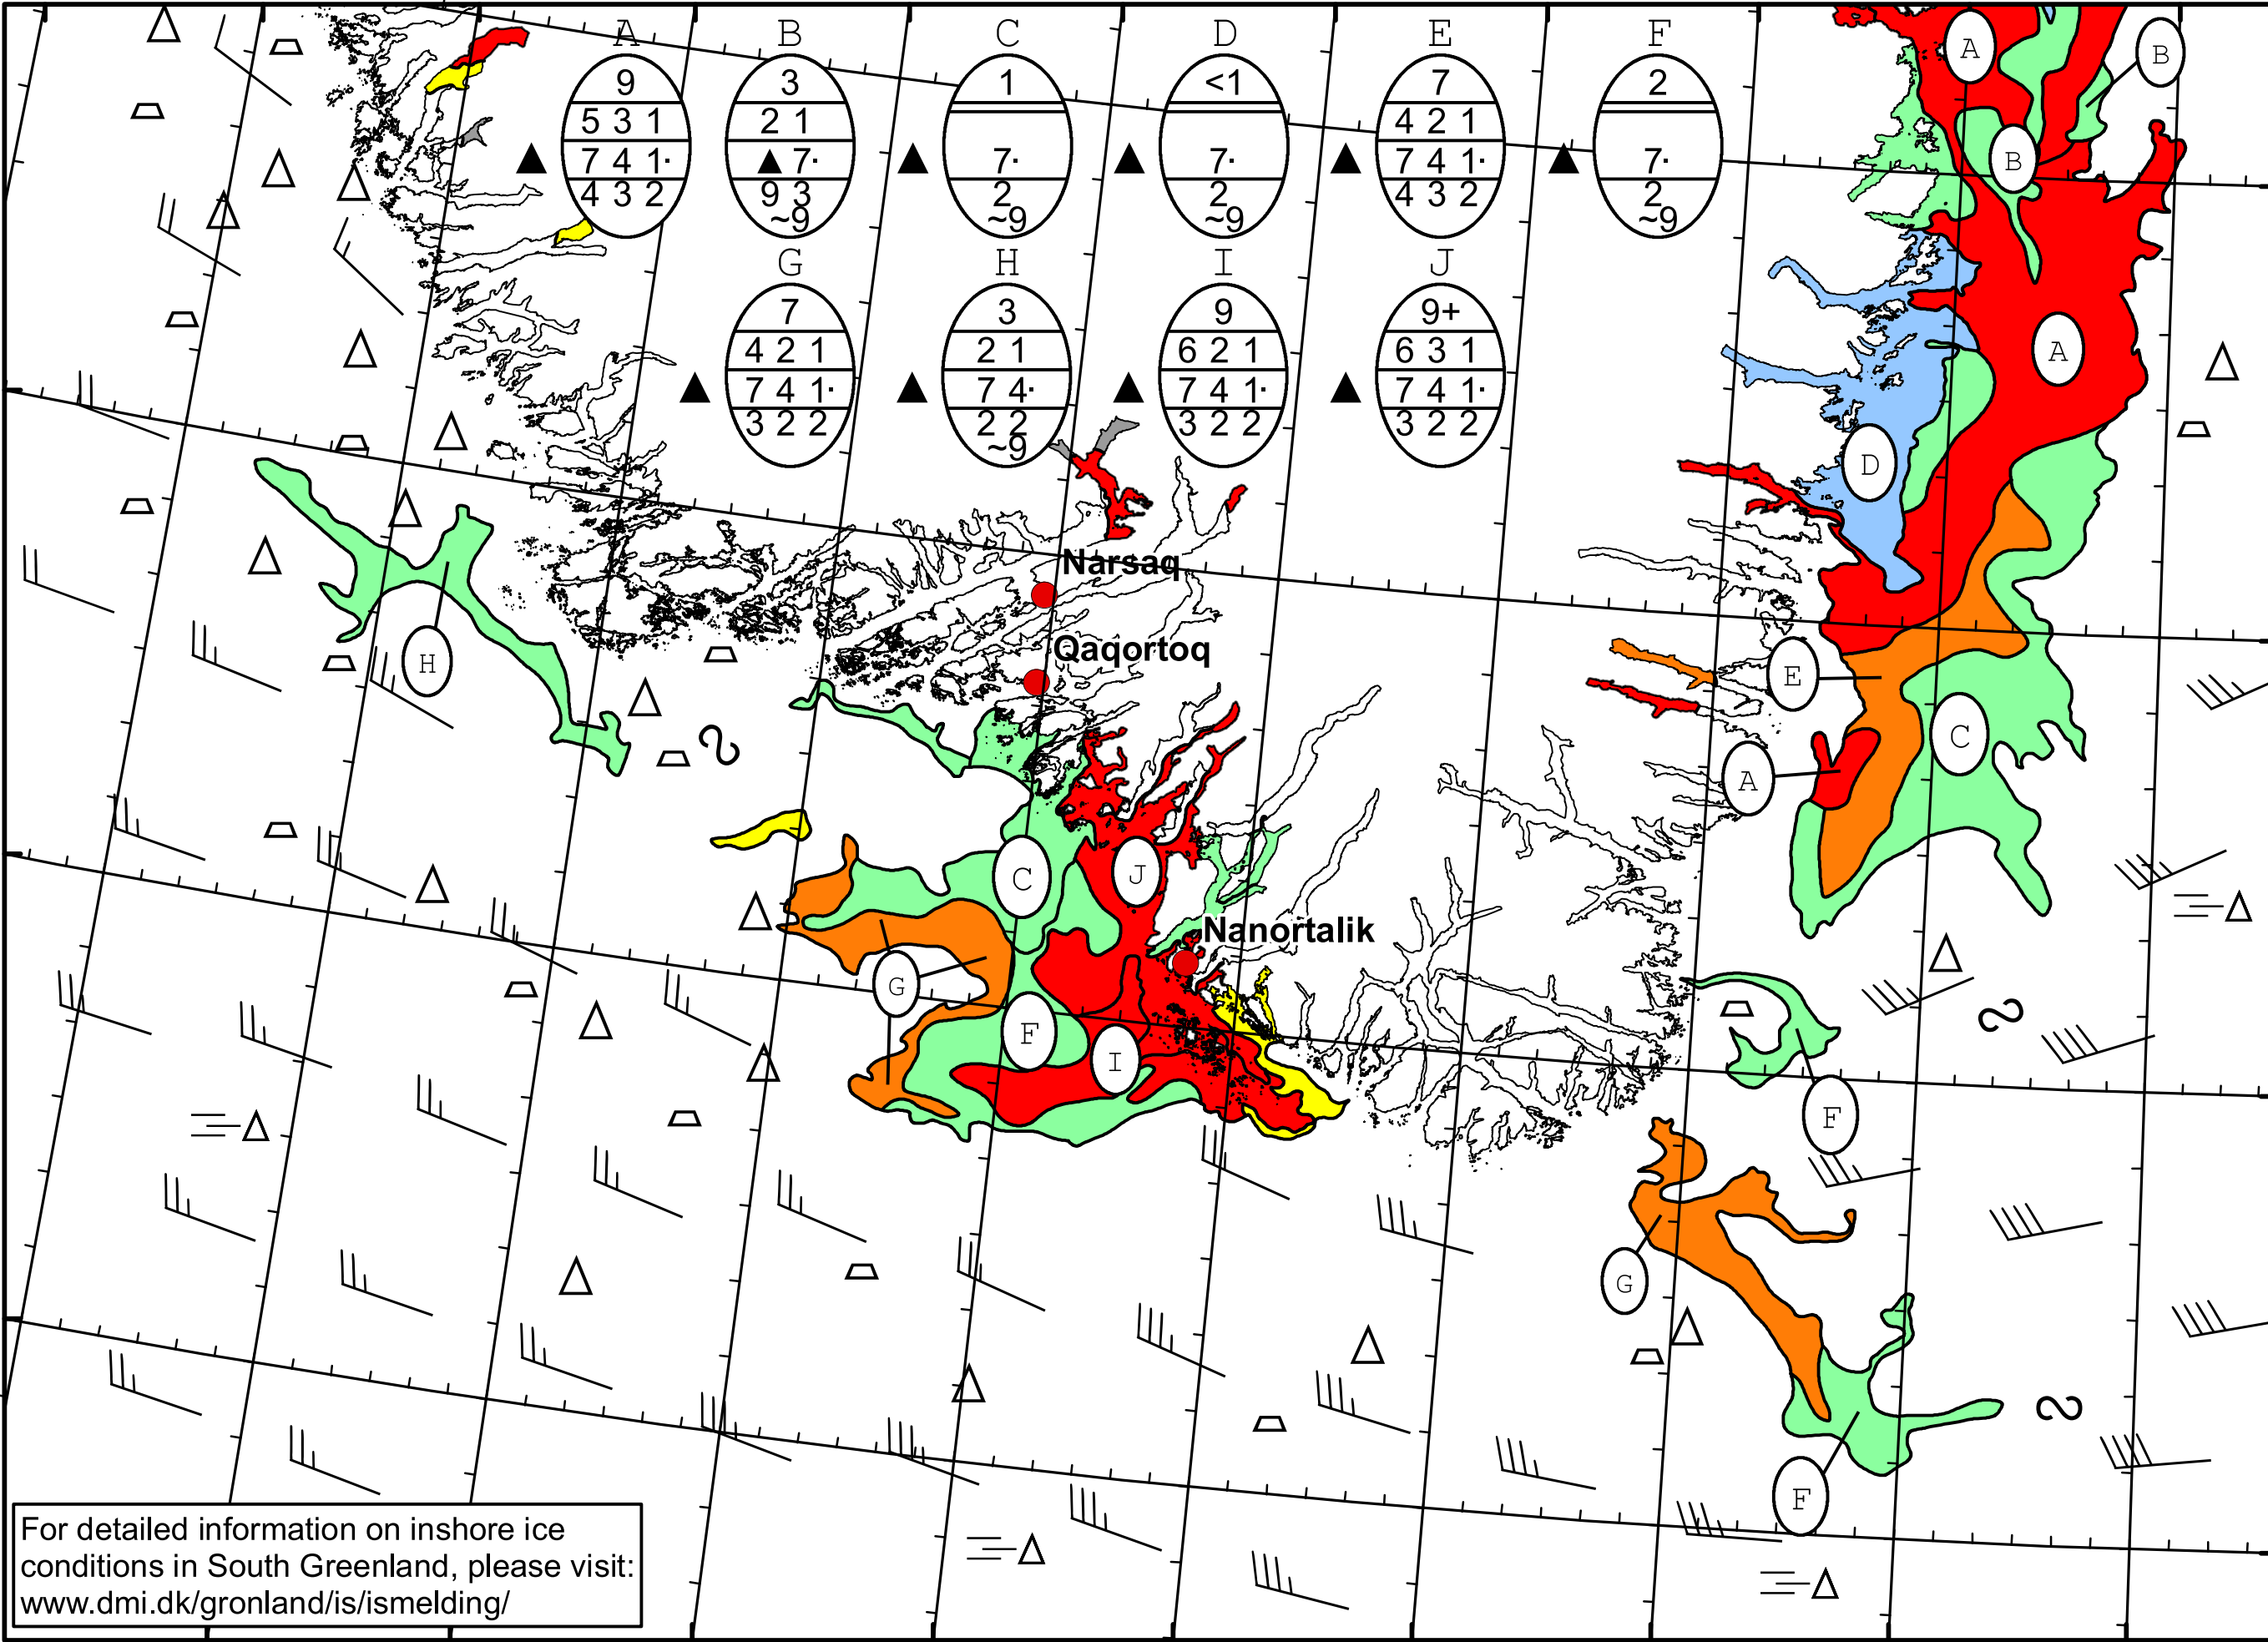 A B C D E F
9 3 1 <1 7 2
5 3 1 2 1 4 2 1
7 4 1· 7· 7· 7· 7 4 1· 7·
4 3 2 9 3 2 2 4 3 2 2
~9 ~9 ~9 ~9
G H I J
7 3 9 9+
4 2 1 2 1 6 2 1 6 3 1
7 4 1· 7 4· 7 4 1· 7 4 1·
3 2 2 2 2 3 2 2 3 2 2
~9
A
B
B
A
D
Narsaq
Qaqortoq
H
E
C
A
C
J
Nanortalik
G
F
I
F
G
F
For detailed information on inshore ice
conditions in South Greenland, please visit:
www.dmi.dk/gronland/is/ismelding/